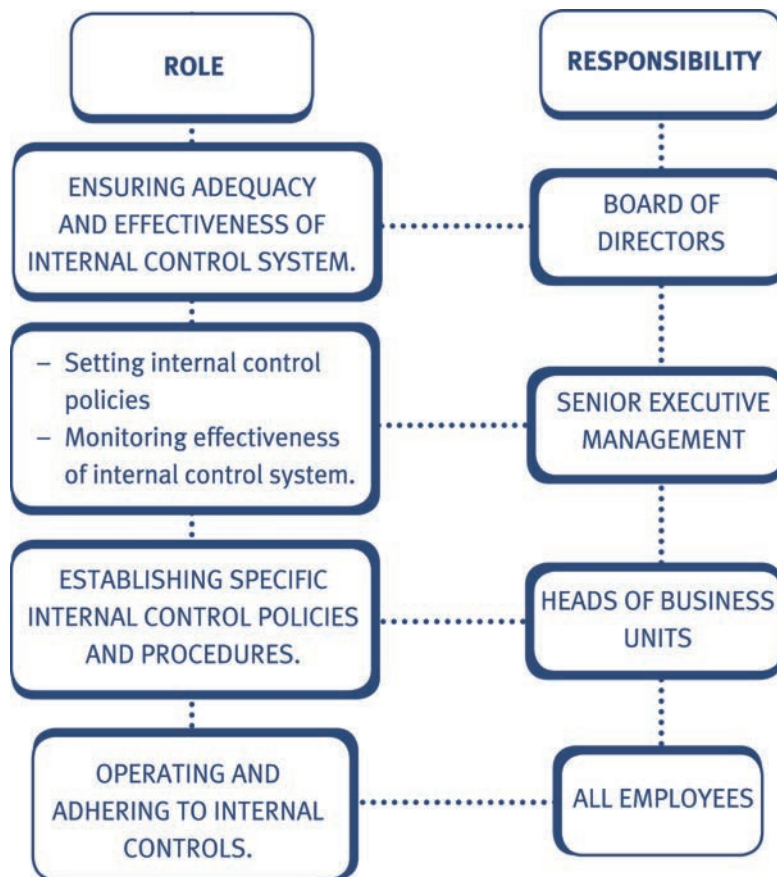 ROLE
RESPONSIBILITY
ENSURING ADEQUACY
AND EFFECTIVENESS OF
INTERNAL CONTROL SYSTEM.
BOARD OF
DIRECTORS
– Setting internal control
policies
– Monitoring effectiveness
of internal control system.
SENIOR EXECUTIVE
MANAGEMENT
ESTABLISHING SPECIFIC
INTERNAL CONTROL POLICIES
AND PROCEDURES.
HEADS OF BUSINESS
UNITS
OPERATING AND
ADHERING TO INTERNAL
CONTROLS.
ALL EMPLOYEES